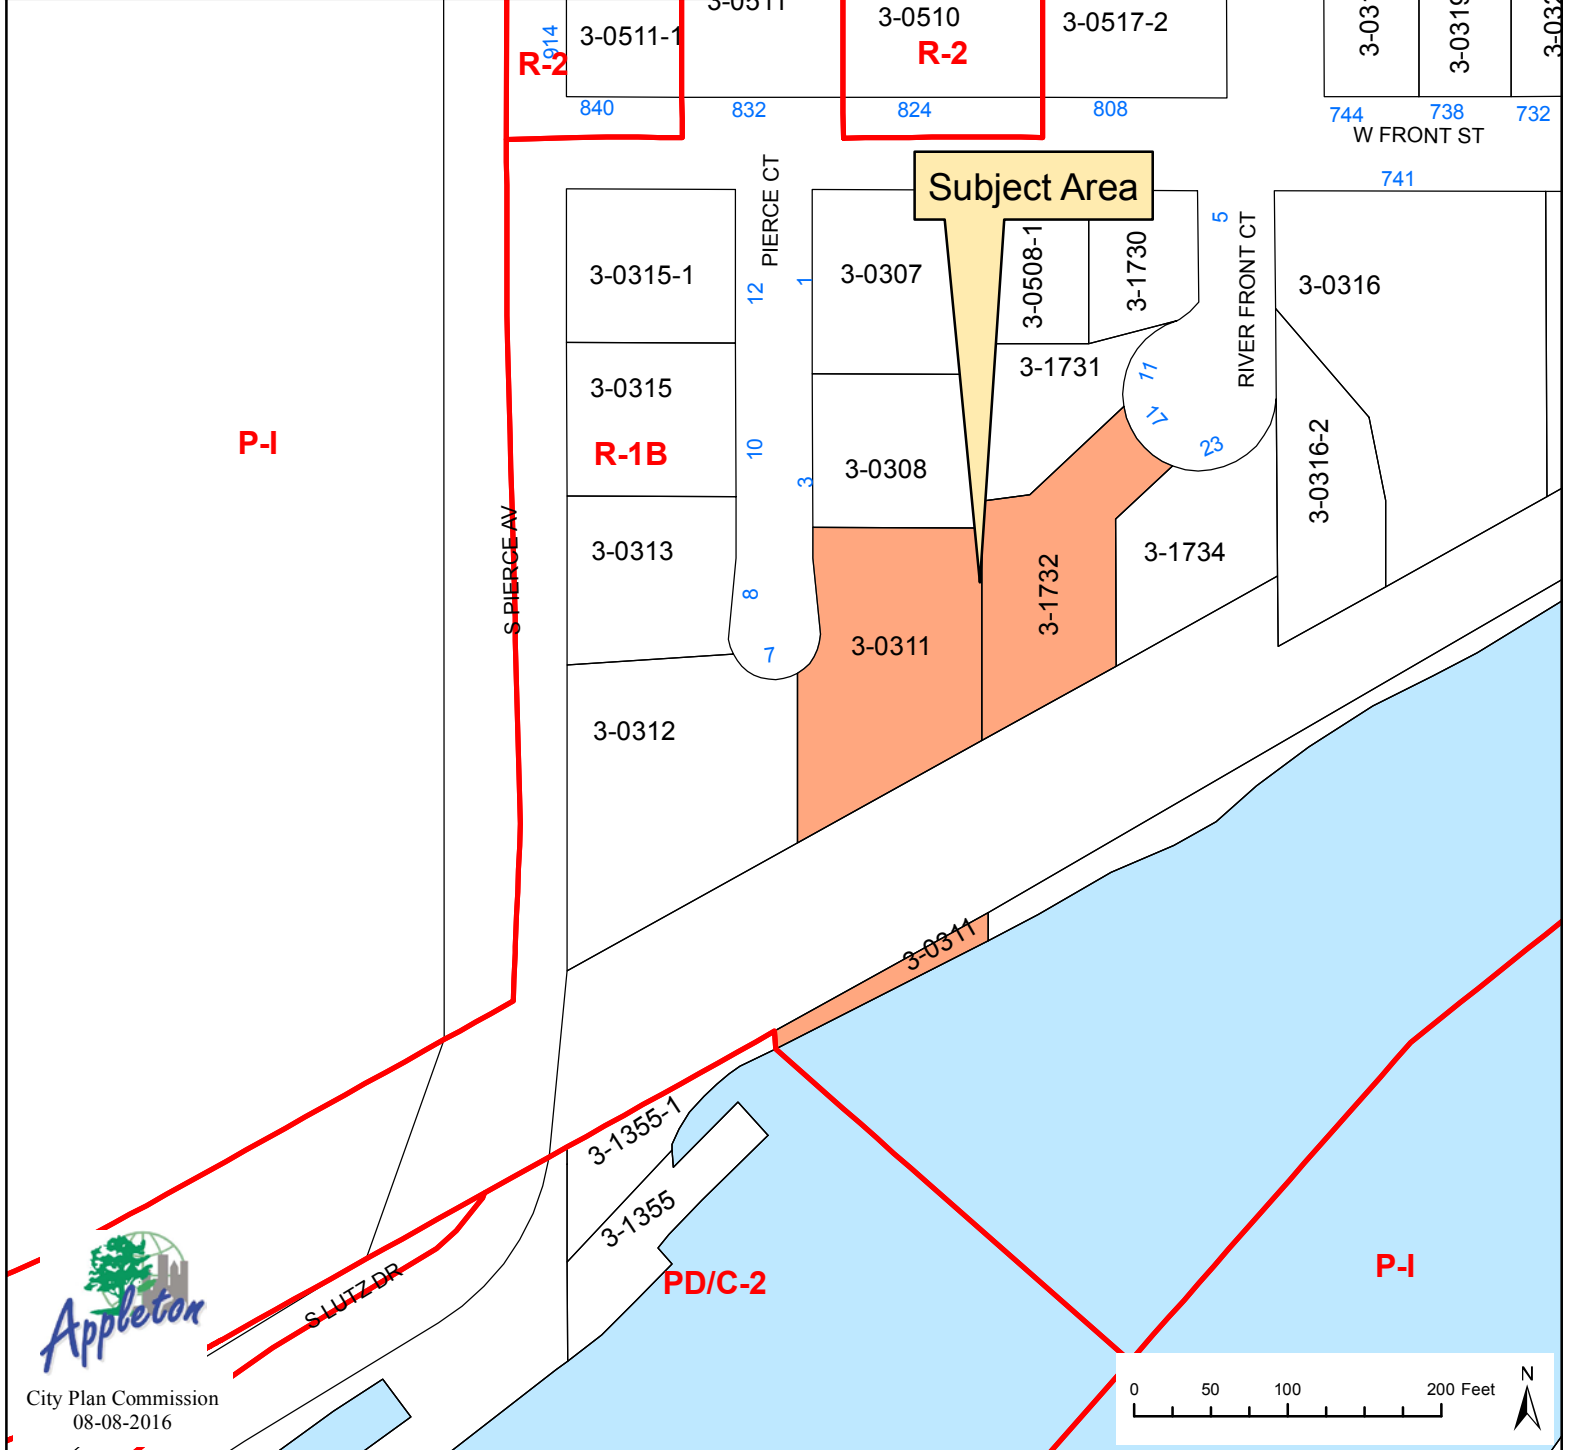 3-0511
914
3-0511-1
3-0510
3-0517-2
R-2
R-2
840
832
824
808
744
738
732
W FRONT ST
741
PIERCE CT
Subject Area
5
RIVER FRONT CT
3-0315-1
12
1
3-0307
3-0508-1
3-1730
3-0316
3-0315
3-1731
11
17
23
P-I
R-1B
10
3
3-0308
3-0316-2
S PIERCE AV
3-0313
3-1732
3-1734
8
7
3-0311
3-0312
3-0311
3-1355-1
3-1355
PD/C-2
P-I
S LUTZ DR
Appleton
City Plan Commission
08-08-2016
0 50 100 200 Feet
N